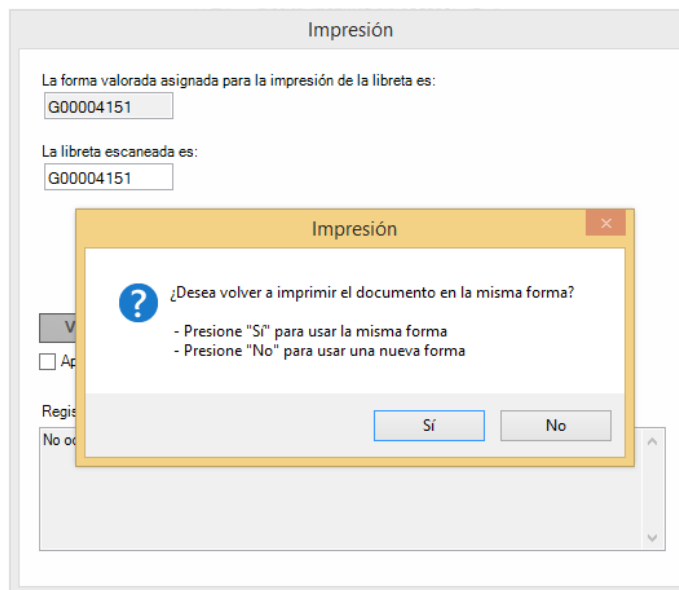 Impresión
La forma valorada asignada para la impresión de la libreta es:
G00004151
La libreta escaneada es:
G00004151
Impresión
¿Desea volver a imprimir el documento en la misma forma?
- Presione "Sí" para usar la misma forma
- Presione "No" para usar una nueva forma
Sí No